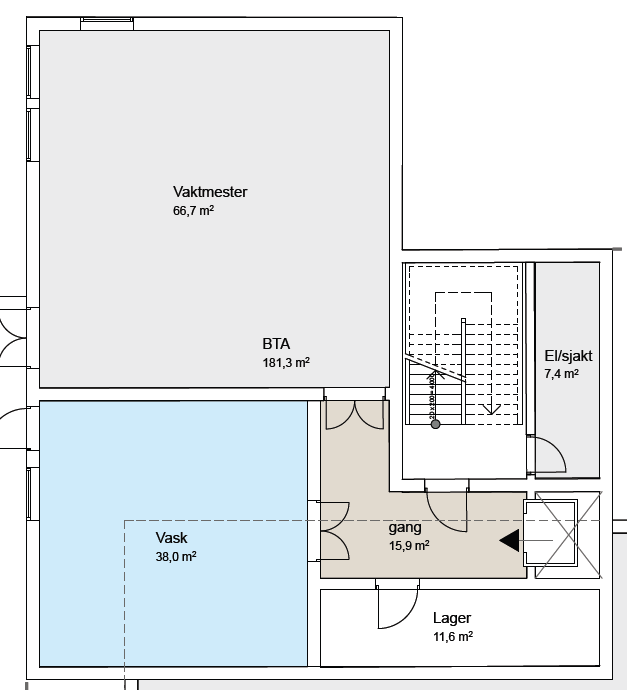 Vaktmester
66,7 m²
BTA
181,3 m²
El/sjakt
7,4 m²
gang
15,9 m²
Vask
38,0 m²
Lager
11,6 m²